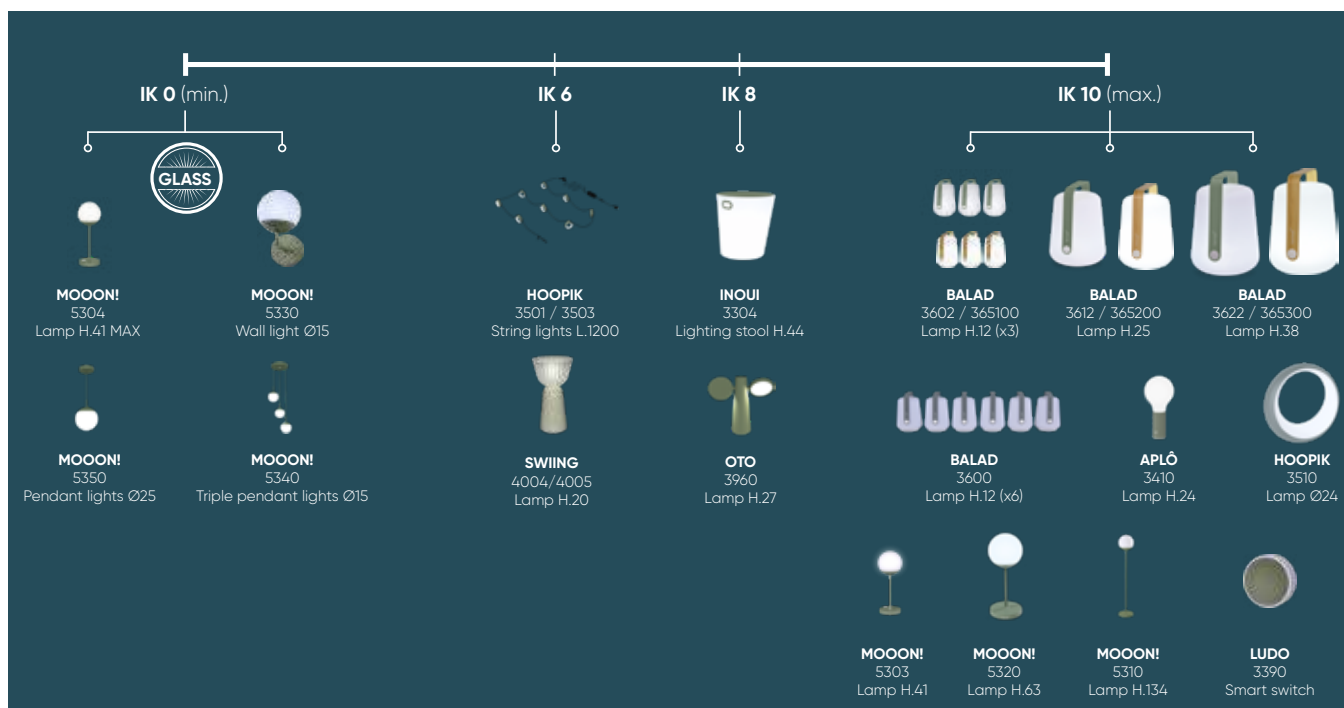 IK 0 (min.)
IK 6
IK 8
IK 10 (max.)
GLASS
MOOON!
5304
Lamp H.41 MAX
MOOON!
5330
Wall light Ø15
HOOPIK
3501 / 3503
String lights L.1200
INOUI
3304
Lighting stool H.44
BALAD
3602 / 365100
Lamp H.12 (x3)
BALAD
3612 / 365200
Lamp H.25
BALAD
3622 / 365300
Lamp H.38
MOOON!
5350
Pendant lights Ø25
MOOON!
5340
Triple pendant lights Ø15
SWIING
4004/4005
Lamp H.20
OTO
3960
Lamp H.27
BALAD
3600
Lamp H.12 (x6)
APLÔ
3410
Lamp H.24
HOOPIK
3510
Lamp Ø24
MOOON!
5303
Lamp H.41
MOOON!
5320
Lamp H.63
MOOON!
5310
Lamp H.134
LUDO
3390
Smart switch